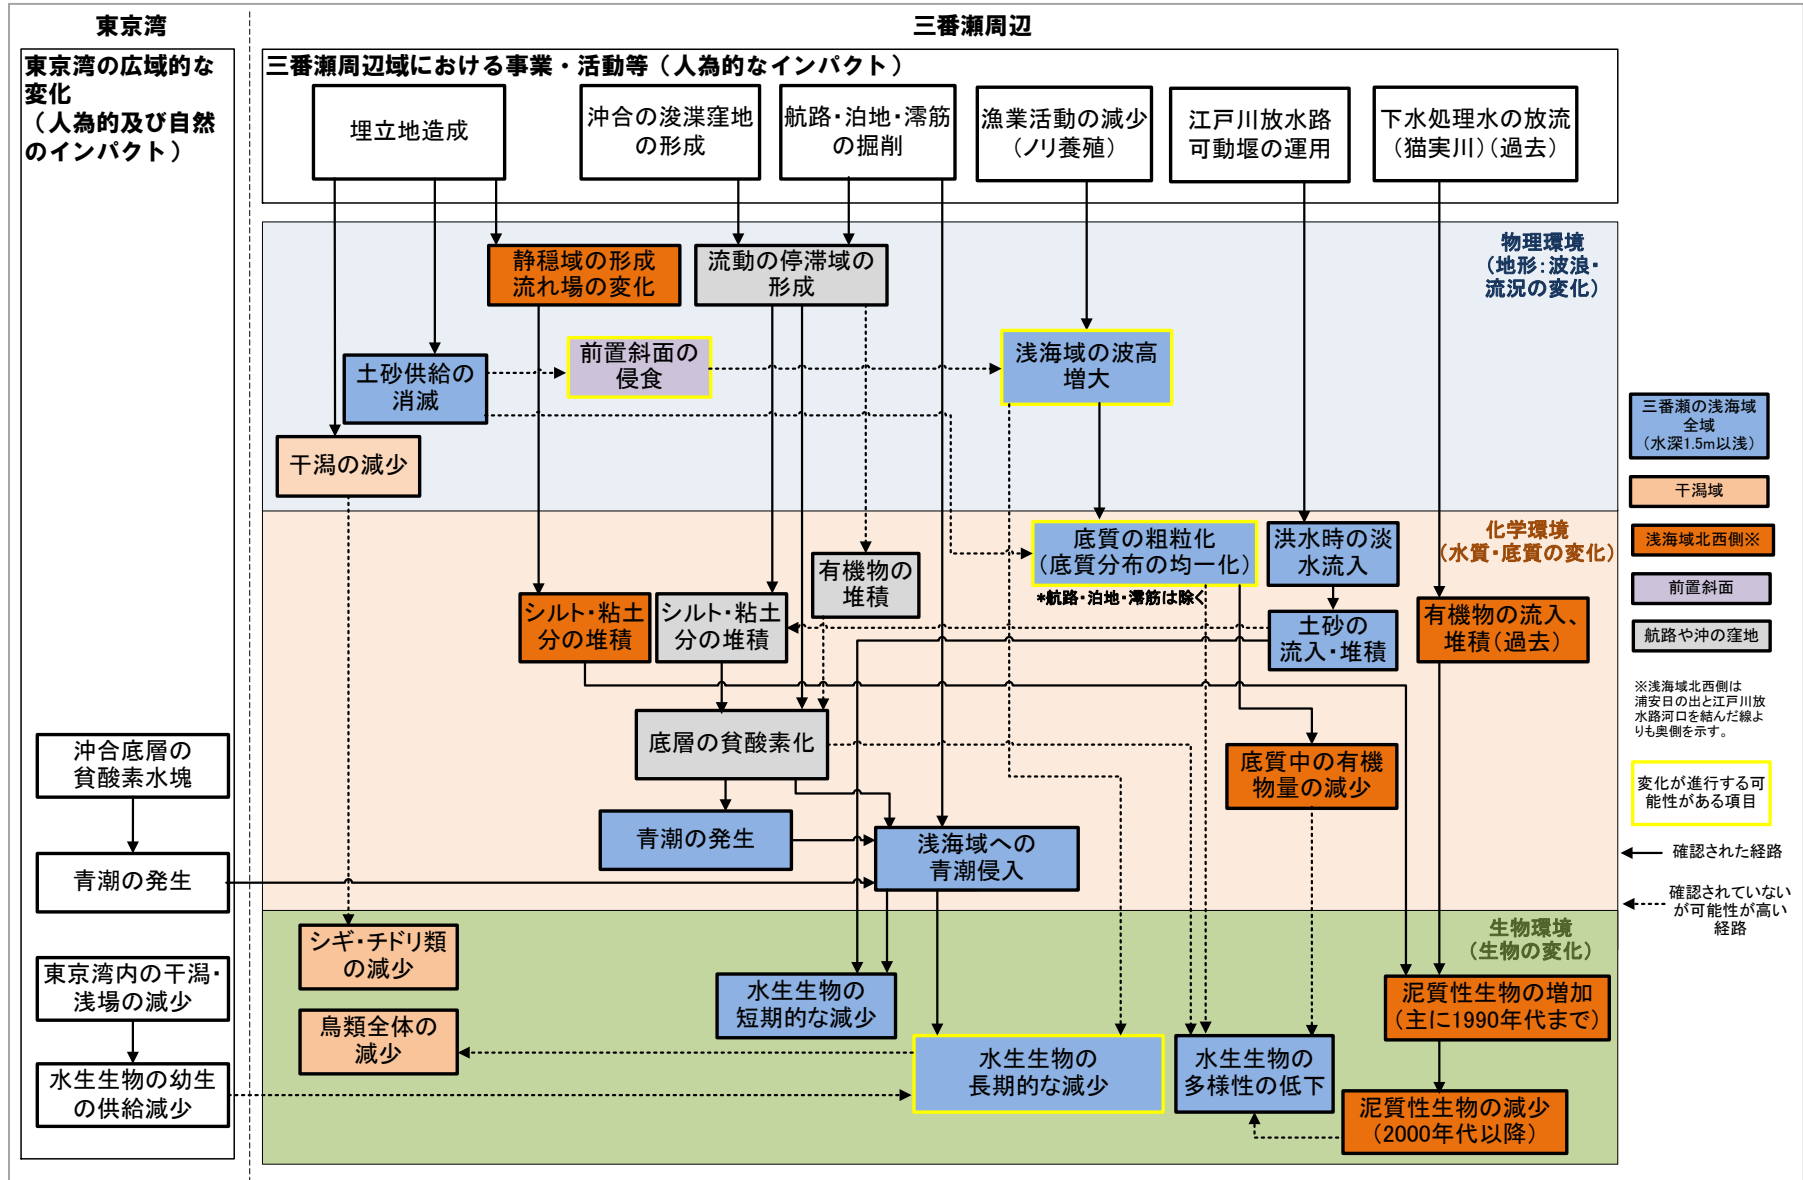 東京湾
三番瀬周辺
東京湾の広域的な
変化
（人為的及び自然
のインパクト）
三番瀬周辺域における事業・活動等（人為的なインパクト）
埋立地造成
沖合の浚渫窪地
の形成
航路・泊地・澪筋
の掘削
漁業活動の減少
（ノリ養殖）
江戸川放水路
可動堰の運用
下水処理水の放流
（猫実川）（過去）
物理環境
（地形：波浪・
流況の変化）
静穏域の形成
流れ場の変化
流動の停滞域の
形成
土砂供給の
消滅
前置斜面の
侵食
浅海域の波高
増大
干潟の減少
化学環境
（水質・底質の変化）
底質の粗粒化
（底質分布の均一化）
*航路・泊地・澪筋は除く
洪水時の淡
水流入
有機物の
堆積
シルト・粘土
分の堆積
シルト・粘土
分の堆積
土砂の
流入・堆積
有機物の流入、
堆積（過去）
底層の貧酸素化
底質中の有機
物量の減少
沖合底層の
貧酸素水塊
青潮の発生
浅海域への
青潮侵入
青潮の発生
生物環境
（生物の変化）
シギ・チドリ類
の減少
東京湾内の干潟・
浅場の減少
水生生物の
短期的な減少
泥質性生物の増加
（主に1990年代まで）
鳥類全体の
減少
水生生物の
長期的な減少
水生生物の
多様性の低下
水生生物の幼生
の供給減少
泥質性生物の減少
（2000年代以降）
三番瀬の浅海域
全域
（水深1.5m以浅）
干潟域
浅海域北西側※
前置斜面
航路や沖の窪地
※浅海域北西側は
浦安日の出と江戸川放
水路河口を結んだ線よ
りも奥側を示す。
変化が進行する可
能性がある項目
確認された経路
確認されていない
が可能性が高い
経路